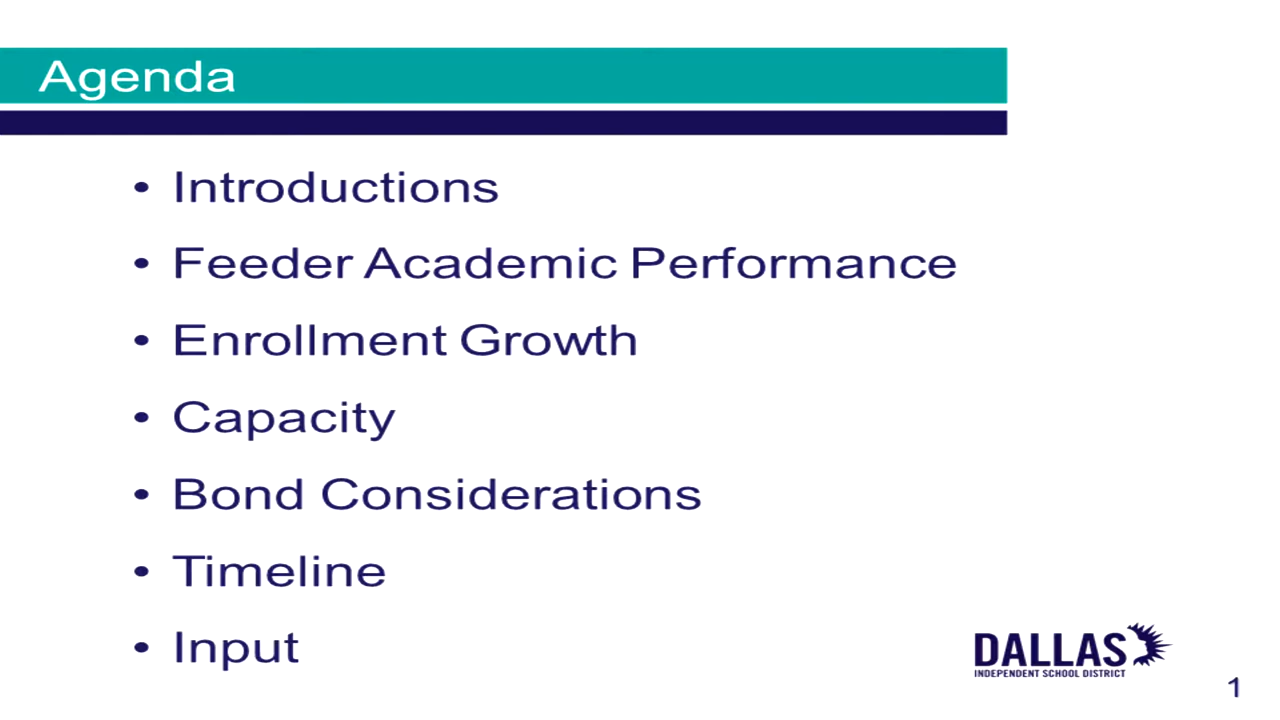 Agenda
• Introductions
• Feeder Academic Performance
• Enrollment Growth
• Capacity
• Bond Considerations
• Timeline
• Input
DALLAS
INDEPENDENT SCHOOL DISTRICT
1